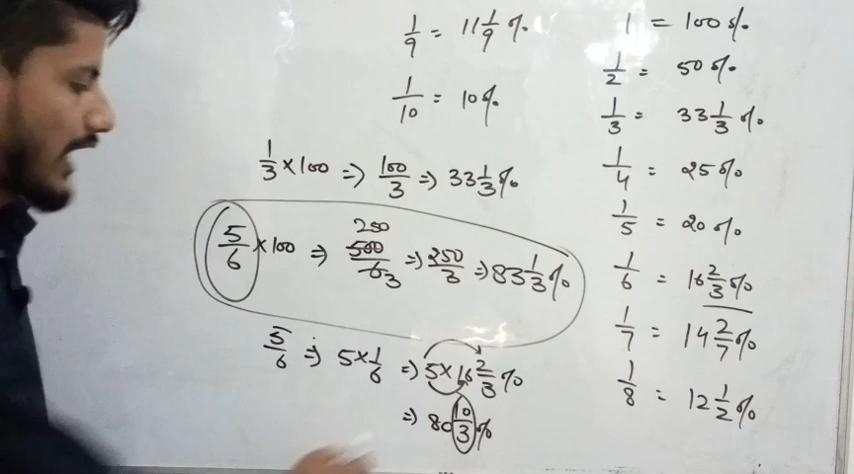 1/9 = 11 1/9 %
1/10 = 10%
1/3 × 100 ⇒ 100/3 ⇒ 33 1/3 %
5/6 × 100 ⇒ 250 500/6 3 ⇒ 250/3 ⇒ 83 1/3 %
5/6 ⇒ 5 × 1/6 ⇒ 5 × 16 2/3 %
⇒ 80 10/3 %
1 = 100%
1/2 = 50%
1/3 = 33 1/3 %
1/4 = 25%
1/5 = 20%
1/6 = 16 2/3 %
1/7 = 14 2/7 %
1/8 = 12 1/2 %